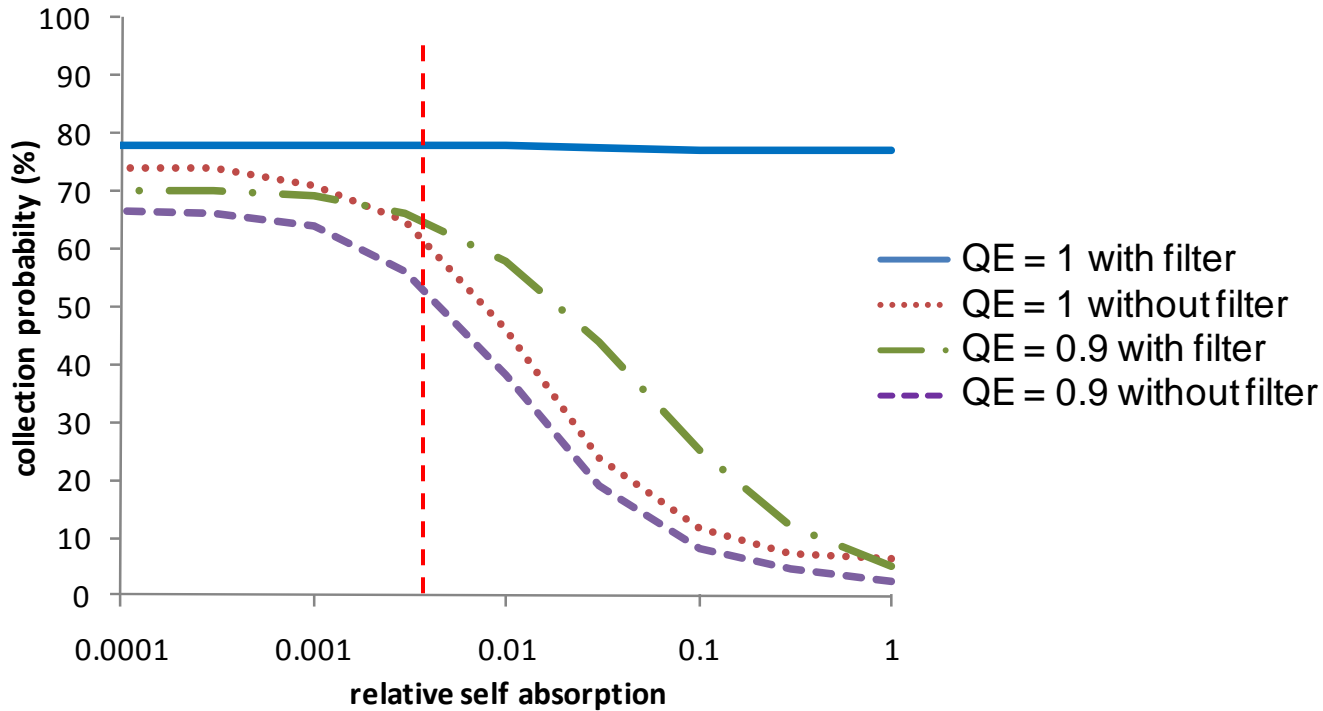 100
90
80
70
60
50
40
30
20
10
0
collection probabilty (%)
0.0001 0.001 0.01 0.1 1
relative self absorption
QE = 1 with filter
QE = 1 without filter
QE = 0.9 with filter
QE = 0.9 without filter